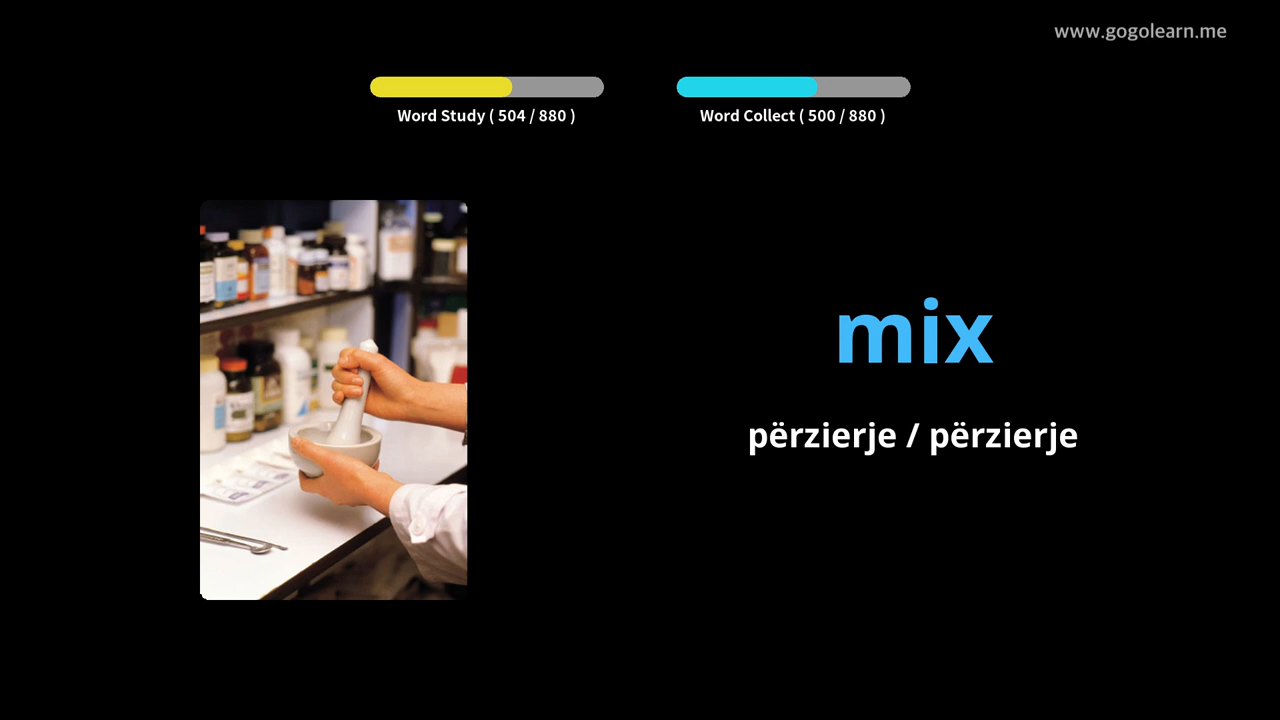 www.gogolearn.me
Word Study ( 504 / 880 )
Word Collect ( 500 / 880 )
mix
përzierje / përzierje